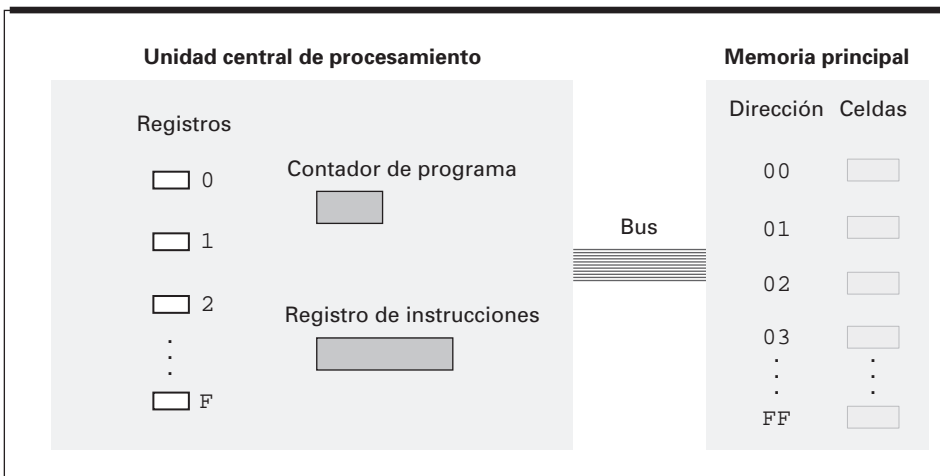 Unidad central de procesamiento
Registros
0
1
2
.
.
.
F
Contador de programa
Registro de instrucciones
Bus
Memoria principal
Dirección Celdas
00
01
02
03
. .
. .
. .
FF